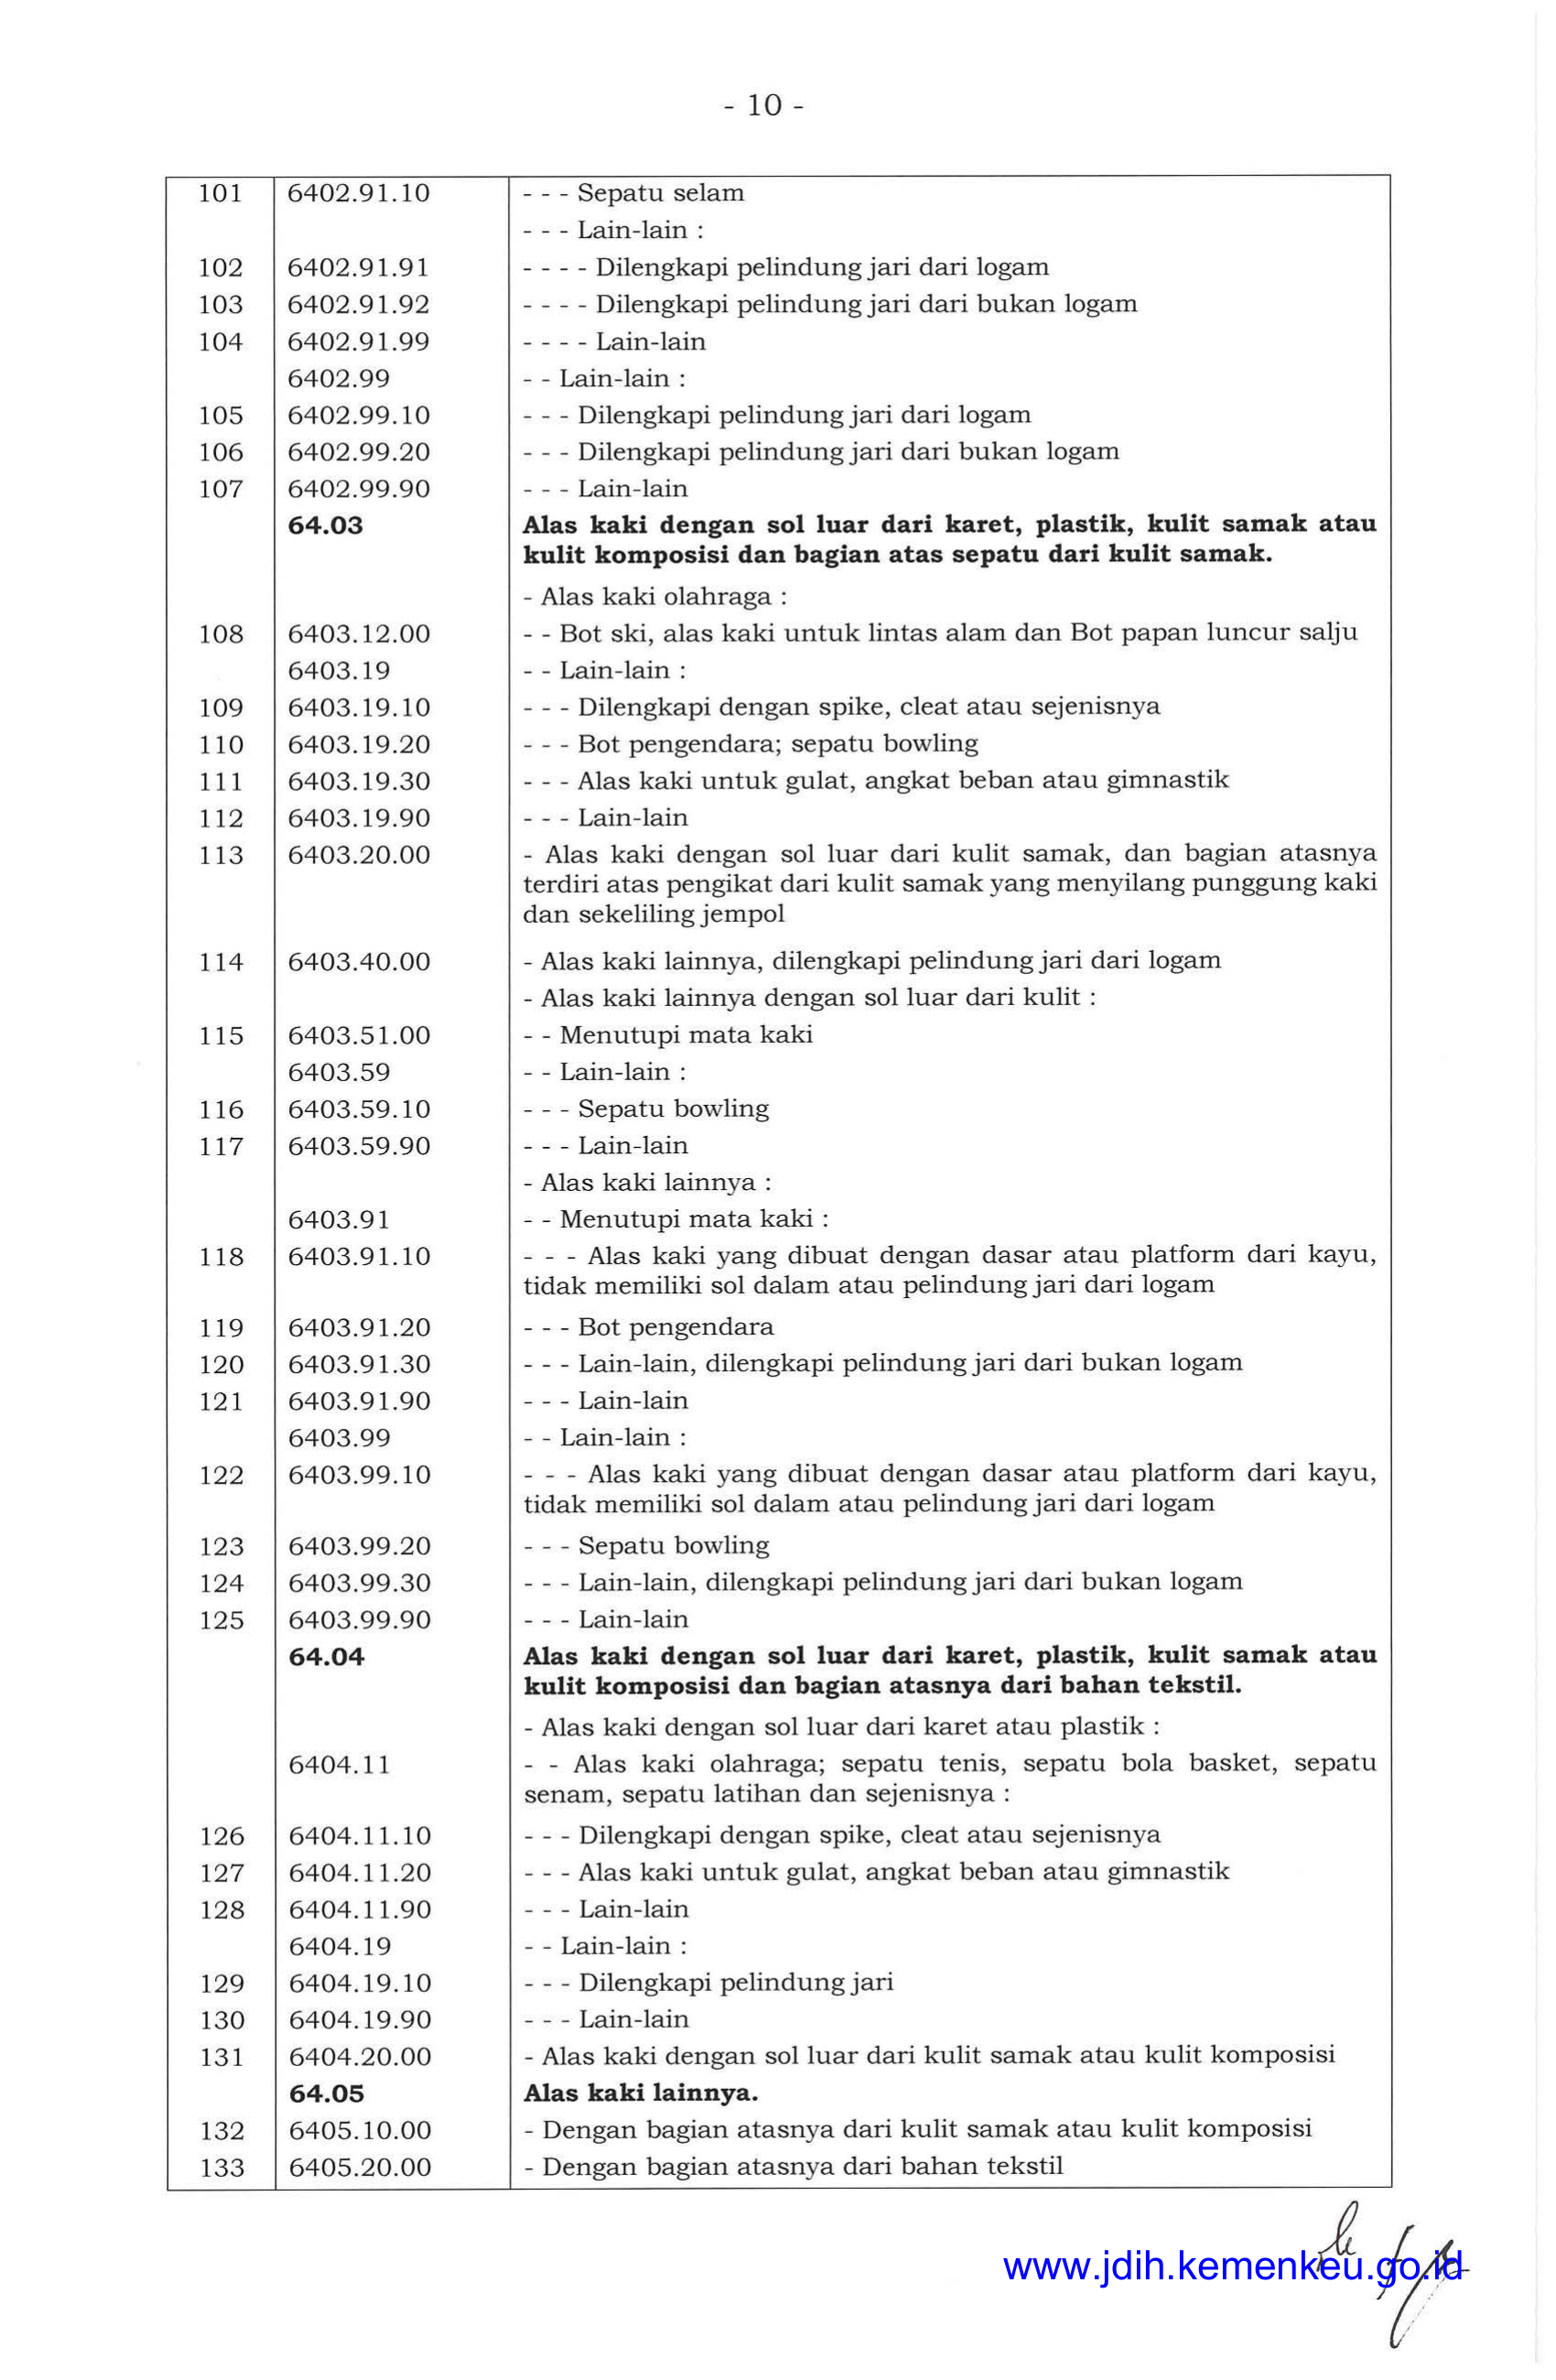 - 10 -
101 6402.91.10 - - - Sepatu selam
- - - Lain-lain :
102 6402.91.91 - - - - Dilengkapi pelindung jari dari logam
103 6402.91.92 - - - - Dilengkapi pelindung jari dari bukan logam
104 6402.91.99 - - - - Lain-lain
6402.99 - - Lain-lain :
105 6402.99.10 - - - Dilengkapi pelindung jari dari logam
106 6402.99.20 - - - Dilengkapi pelindung jari dari bukan logam
107 6402.99.90 - - - Lain-lain
64.03 Alas kaki dengan sol luar dari karet, plastik, kulit samak atau
kulit komposisi dan bagian atas sepatu dari kulit samak.
- Alas kaki olahraga :
108 6403.12.00 - - Bot ski, alas kaki untuk lintas alam dan Bot papan luncur salju
6403.19 - - Lain-lain :
109 6403.19.10 - - - Dilengkapi dengan spike, cleat atau sejenisnya
110 6403.19.20 - - - Bot pengendara; sepatu bowling
111 6403.19.30 - - - Alas kaki untuk gulat, angkat beban atau gimnastik
112 6403.19.90 - - - Lain-lain
113 6403.20.00 - Alas kaki dengan sol luar dari kulit samak, dan bagian atasnya
terdiri atas pengikat dari kulit samak yang menyilang punggung kaki
dan sekeliling jempol
114 6403.40.00 - Alas kaki lainnya, dilengkapi pelindung jari dari logam
- Alas kaki lainnya dengan sol luar dari kulit :
115 6403.51.00 - - Menutupi mata kaki
6403.59 - - Lain-lain :
116 6403.59.10 - - - Sepatu bowling
117 6403.59.90 - - - Lain-lain
- Alas kaki lainnya :
6403.91 - - Menutupi mata kaki :
118 6403.91.10 - - - Alas kaki yang dibuat dengan dasar atau platform dari kayu,
tidak memiliki sol dalam atau pelindung jari dari logam
119 6403.91.20 - - - Bot pengendara
120 6403.91.30 - - - Lain-lain, dilengkapi pelindung jari dari bukan logam
121 6403.91.90 - - - Lain-lain
6403.99 - - Lain-lain :
122 6403.99.10 - - - Alas kaki yang dibuat dengan dasar atau platform dari kayu,
tidak memiliki sol dalam atau pelindung jari dari logam
123 6403.99.20 - - - Sepatu bowling
124 6403.99.30 - - - Lain-lain, dilengkapi pelindung jari dari bukan logam
125 6403.99.90 - - - Lain-lain
64.04 Alas kaki dengan sol luar dari karet, plastik, kulit samak atau
kulit komposisi dan bagian atasnya dari bahan tekstil.
- Alas kaki dengan sol luar dari karet atau plastik :
6404.11 - - Alas kaki olahraga; sepatu tenis, sepatu bola basket, sepatu
senam, sepatu latihan dan sejenisnya :
126 6404.11.10 - - - Dilengkapi dengan spike, cleat atau sejenisnya
127 6404.11.20 - - - Alas kaki untuk gulat, angkat beban atau gimnastik
128 6404.11.90 - - - Lain-lain
6404.19 - - Lain-lain :
129 6404.19.10 - - - Dilengkapi pelindung jari
130 6404.19.90 - - - Lain-lain
131 6404.20.00 - Alas kaki dengan sol luar dari kulit samak atau kulit komposisi
64.05 Alas kaki lainnya.
132 6405.10.00 - Dengan bagian atasnya dari kulit samak atau kulit komposisi
133 6405.20.00 - Dengan bagian atasnya dari bahan tekstil
www.jdih.kemenkeu.go.id